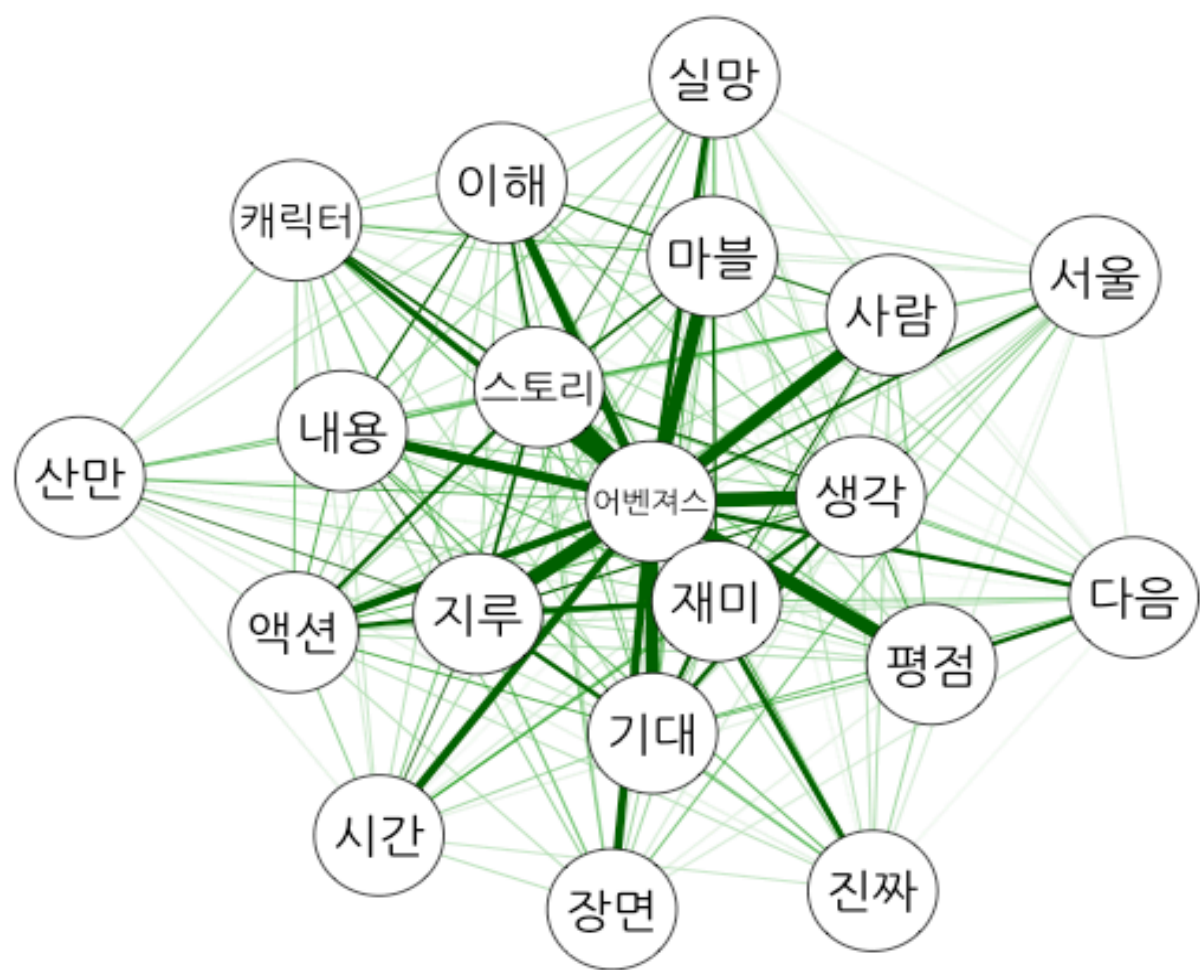 실망
이해
캐릭터
마블
서울
사람
스토리
내용
산만
어벤져스
생각
재미
다음
지루
액션
평점
기대
시간
진짜
장면